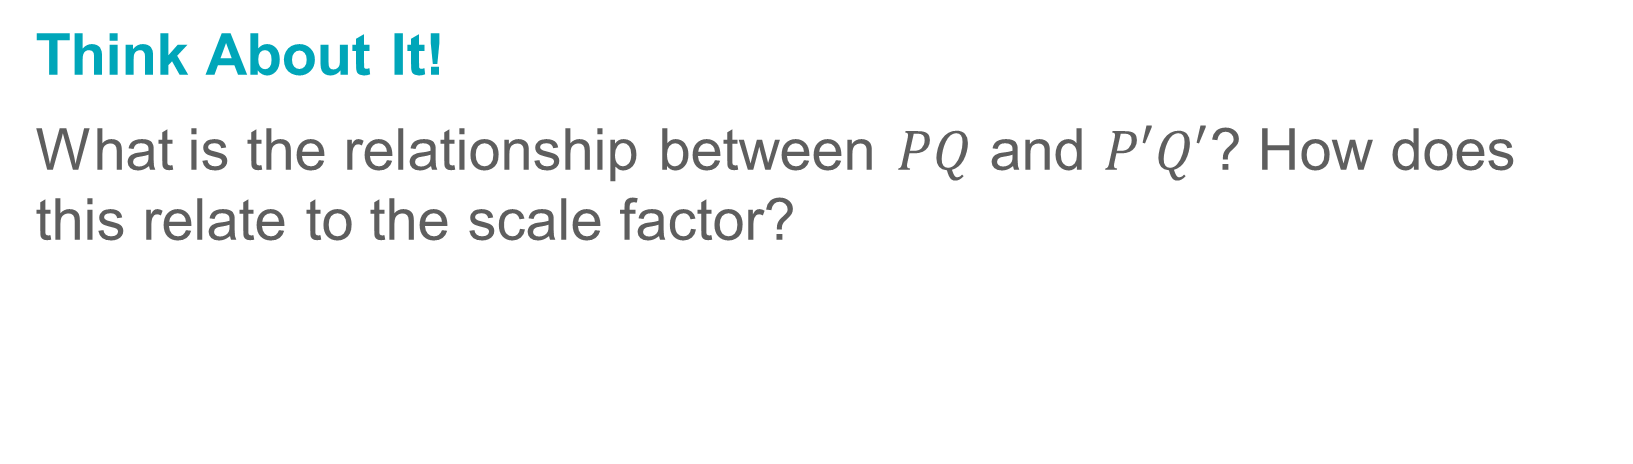 Think About It!
What is the relationship between 𝑃𝑄 and 𝑃′𝑄′? How does
this relate to the scale factor?